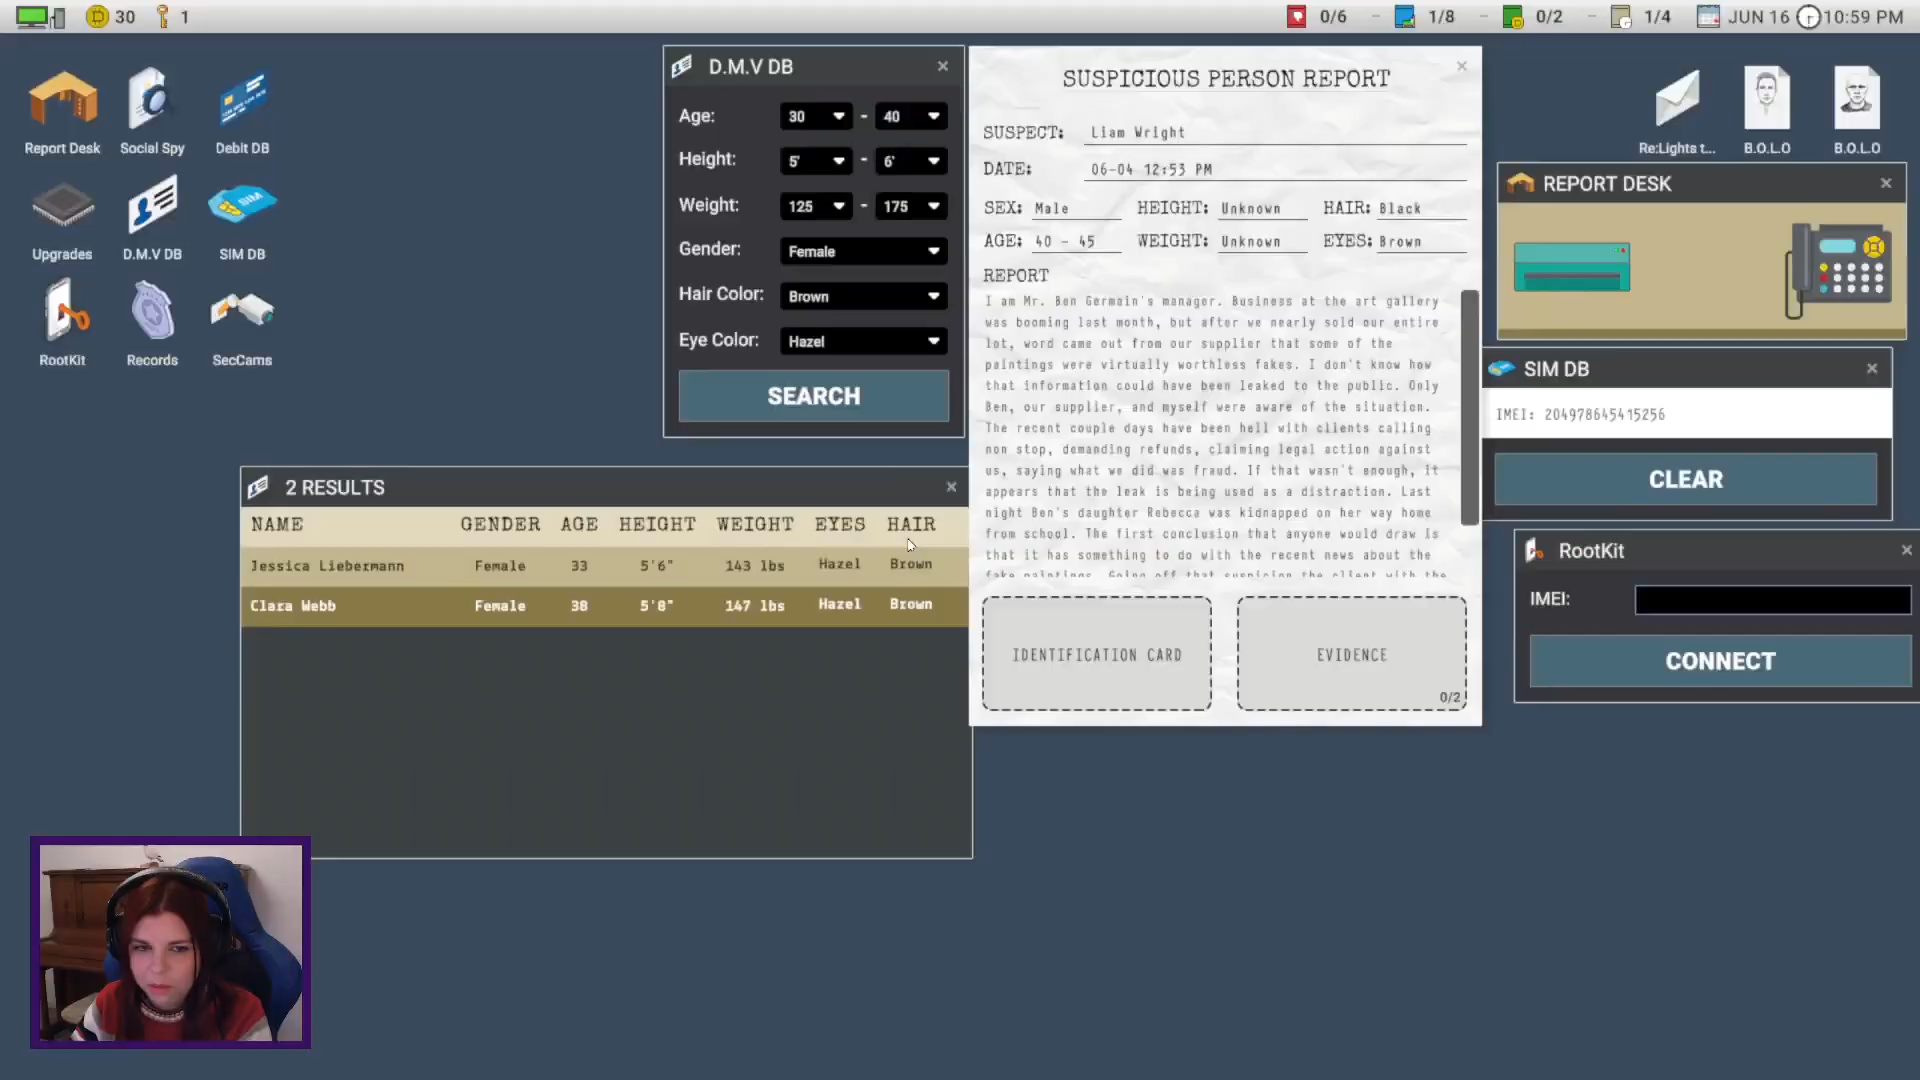 30
1
0/6 - 1/8 - 0/2 - 1/4
JUN 16 10:59 PM
Report Desk
Social Spy
Debit DB
Upgrades
D.M.V DB
SIM DB
RootKit
Records
SecCams
D.M.V DB
Age: 30 - 40
Height: 5' - 6'
Weight: 125 - 175
Gender: Female
Hair Color: Brown
Eye Color: Hazel
SEARCH
2 RESULTS
NAME GENDER AGE HEIGHT WEIGHT EYES HAIR
Jessica Liebermann Female 33 5'6" 143 lbs Hazel Brown
Clara Webb Female 38 5'8" 147 lbs Hazel Brown
SUSPICIOUS PERSON REPORT
SUSPECT: Liam Wright
DATE: 06-04 12:53 PM
SEX: Male HEIGHT: Unknown HAIR: Black
AGE: 40 - 45 WEIGHT: Unknown EYES: Brown
REPORT
I am Mr. Ben Germain's manager. Business at the art gallery
was booming last month, but after we nearly sold our entire
lot, word came out from our supplier that some of the
paintings were virtually worthless fakes. I don't know how
that information could have been leaked to the public. Only
Ben, our supplier, and myself were aware of the situation.
The recent couple days have been hell with clients calling
non stop, demanding refunds, claiming legal action against
us, saying what we did was fraud. If that wasn't enough, it
appears that the leak is being used as a distraction. Last
night Ben's daughter Rebecca was kidnapped on her way home
from school. The first conclusion that anyone would draw is
that it has something to do with the recent news about the
fake paintings. Going off that suspicion the client with the
IDENTIFICATION CARD
EVIDENCE
0/2
Re:Lights t...
B.O.L.O
B.O.L.O
REPORT DESK
SIM DB
IMEI: 204978645415256
CLEAR
RootKit
IMEI:
CONNECT